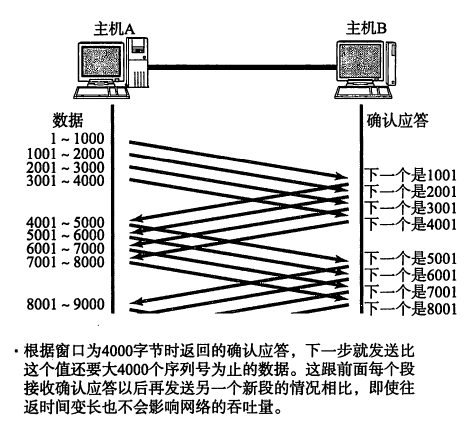 主机A
主机B
数据
确认应答
1～1000
1001～2000
2001～3000
3001～4000
下一个是1001
下一个是2001
下一个是3001
下一个是4001
4001～5000
5001～6000
6001～7000
7001～8000
下一个是5001
下一个是6001
下一个是7001
下一个是8001
8001～9000
·根据窗口为4000字节时返回的确认应答，下一步就发送比
这个值还要大4000个序列号为止的数据。这跟前面每个段
接收确认应答以后再发送另一个新段的情况相比，即使往
返时间变长也不会影响网络的吞吐量。